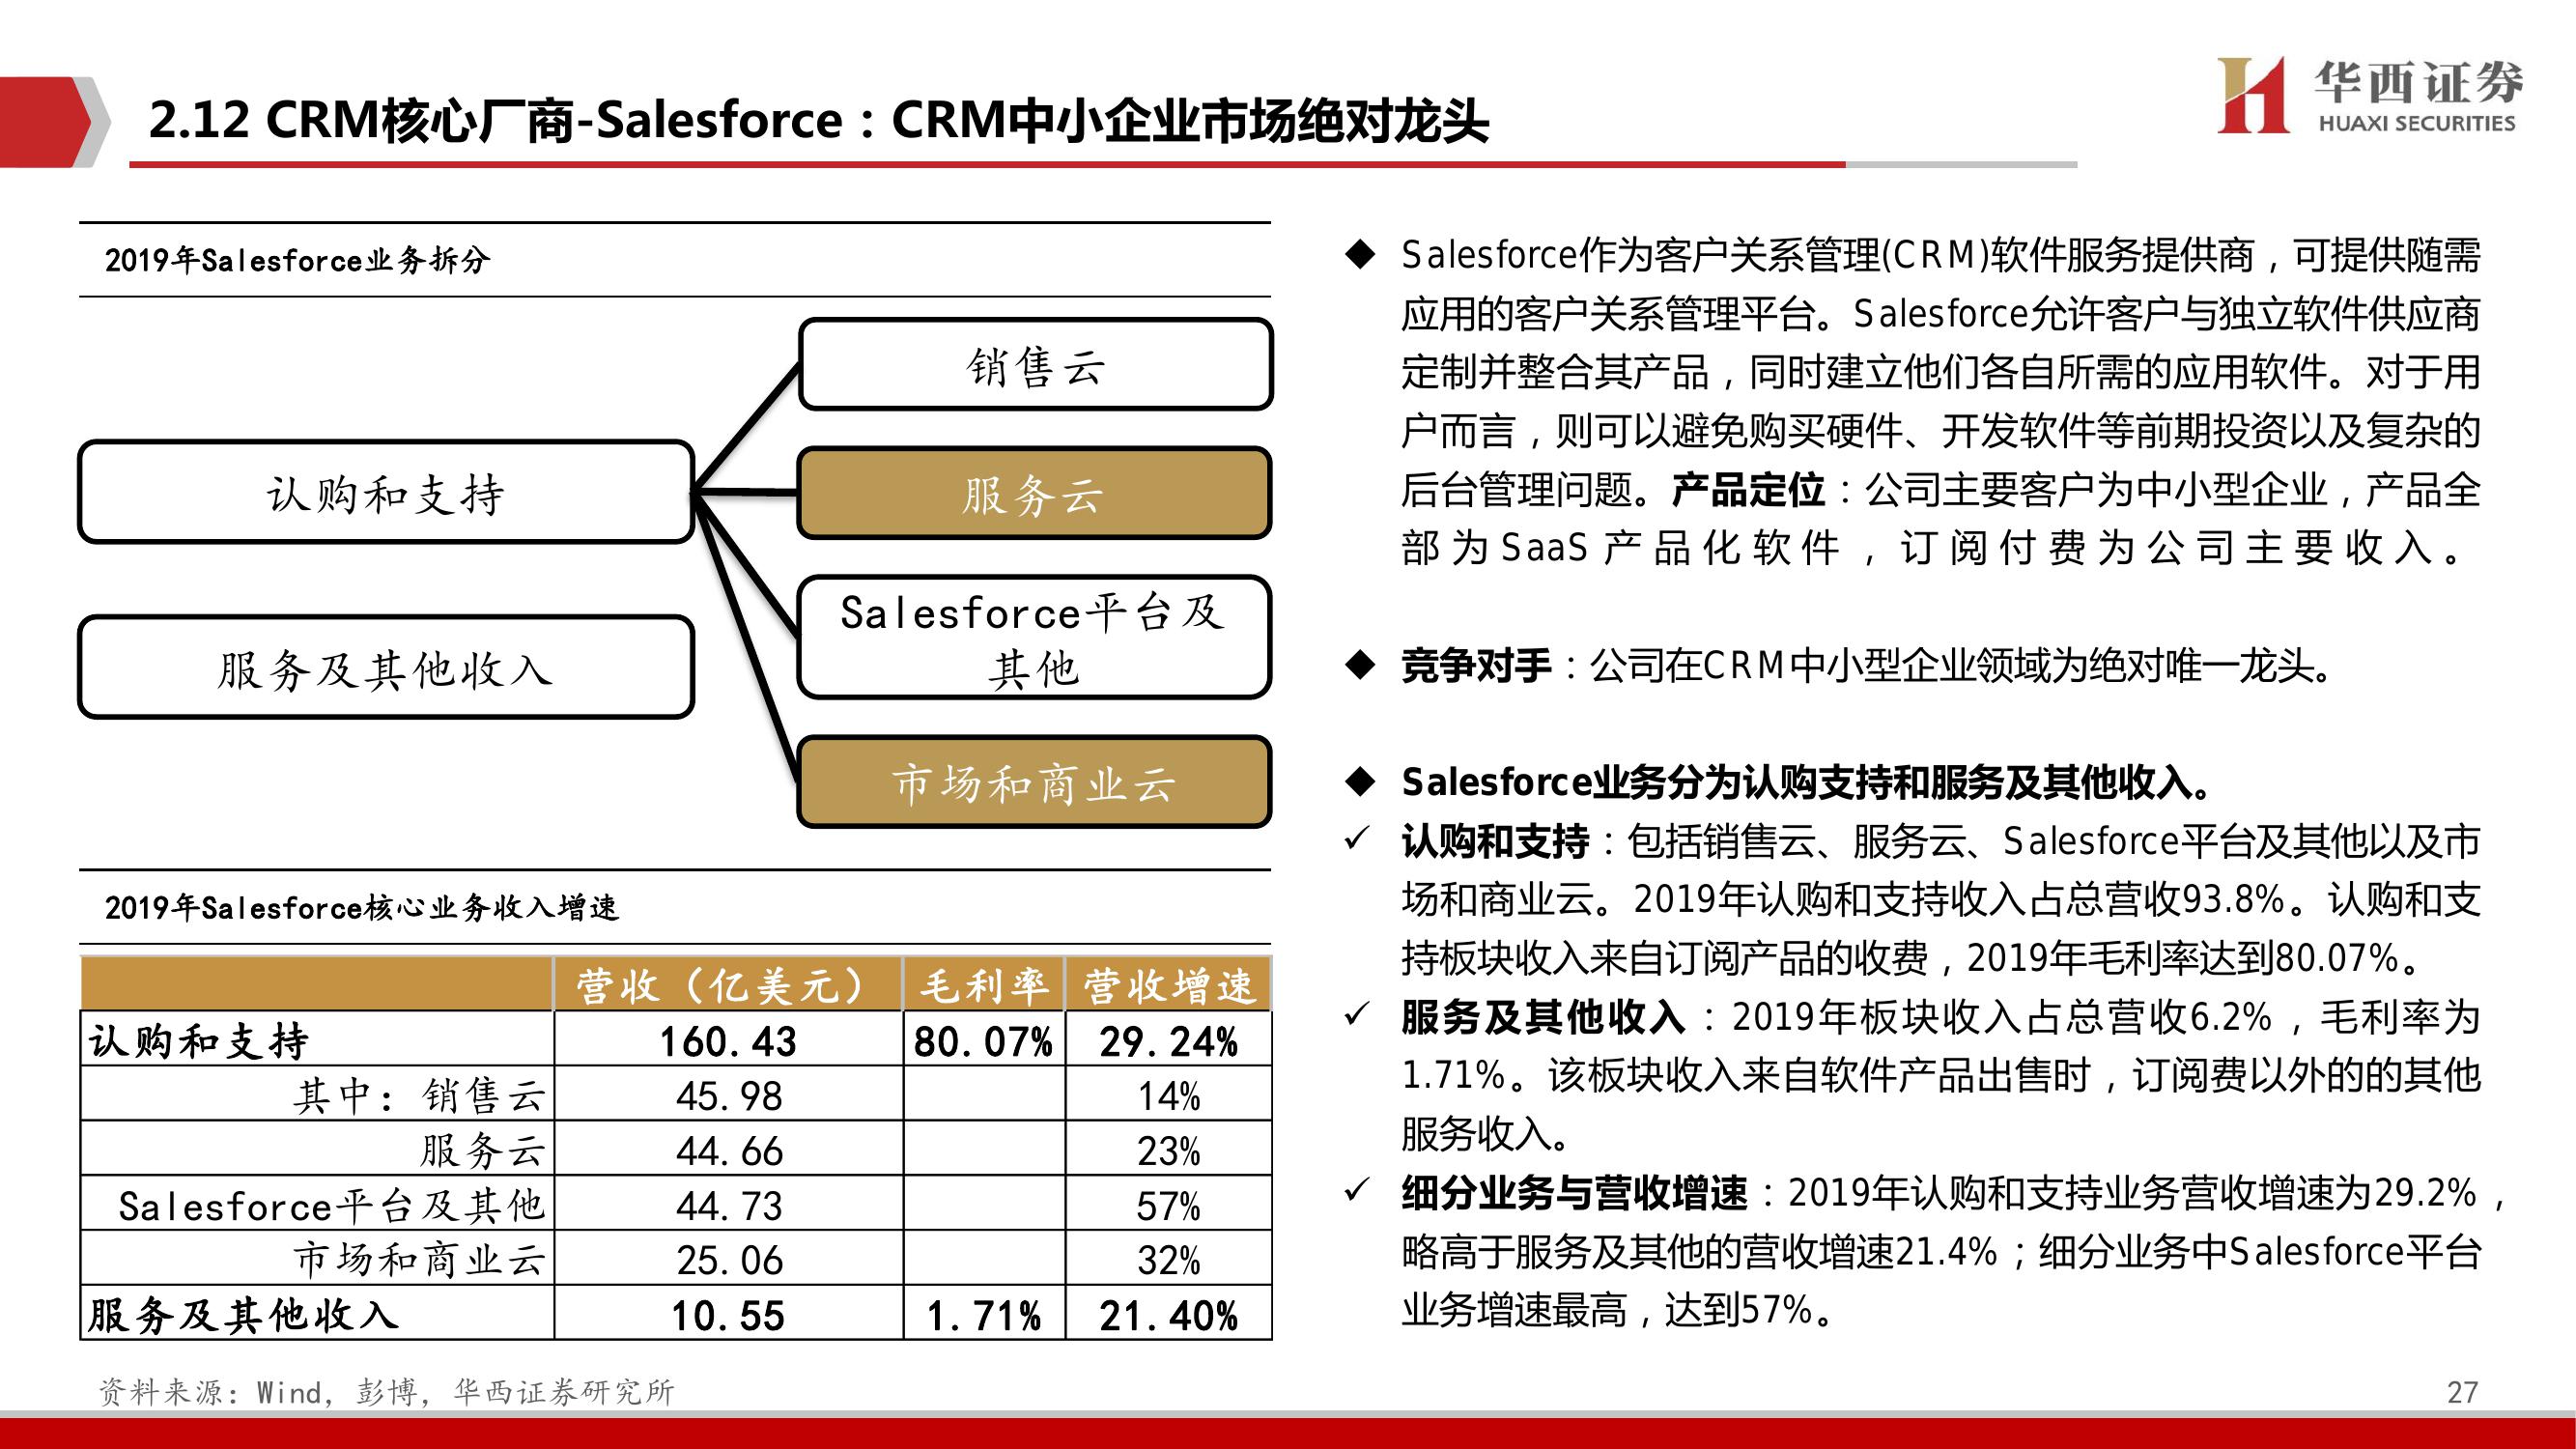 2.12 CRM核心厂商-Salesforce：CRM中小企业市场绝对龙头
华西证券
HUAXI SECURITIES
2019年Salesforce业务拆分
认购和支持
服务及其他收入
销售云
服务云
Salesforce平台及
其他
市场和商业云
2019年Salesforce核心业务收入增速
营收（亿美元） 毛利率 营收增速
认购和支持 160.43 80.07% 29.24%
其中：销售云 45.98 14%
服务云 44.66 23%
Salesforce平台及其他 44.73 57%
市场和商业云 25.06 32%
服务及其他收入 10.55 1.71% 21.40%
◆ Salesforce作为客户关系管理(CRM)软件服务提供商，可提供随需
应用的客户关系管理平台。Salesforce允许客户与独立软件供应商
定制并整合其产品，同时建立他们各自所需的应用软件。对于用
户而言，则可以避免购买硬件、开发软件等前期投资以及复杂的
后台管理问题。产品定位：公司主要客户为中小型企业，产品全
部为SaaS产品化软件，订阅付费为公司主要收入。
◆ 竞争对手：公司在CRM中小型企业领域为绝对唯一龙头。
◆ Salesforce业务分为认购支持和服务及其他收入。
✓ 认购和支持：包括销售云、服务云、Salesforce平台及其他以及市
场和商业云。2019年认购和支持收入占总营收93.8%。认购和支
持板块收入来自订阅产品的收费，2019年毛利率达到80.07%。
✓ 服务及其他收入：2019年板块收入占总营收6.2%，毛利率为
1.71%。该板块收入来自软件产品出售时，订阅费以外的的其他
服务收入。
✓ 细分业务与营收增速：2019年认购和支持业务营收增速为29.2%，
略高于服务及其他的营收增速21.4%；细分业务中Salesforce平台
业务增速最高，达到57%。
资料来源：Wind，彭博，华西证券研究所
27